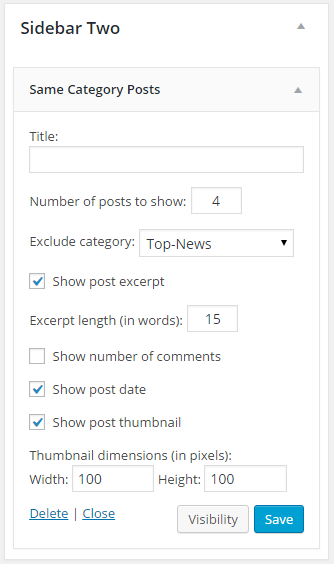 Sidebar Two
Same Category Posts
Title:
Number of posts to show: 4
Exclude category: Top-News
Show post excerpt
Excerpt length (in words): 15
Show number of comments
Show post date
Show post thumbnail
Thumbnail dimensions (in pixels):
Width: 100 Height: 100
Delete | Close Visibility Save